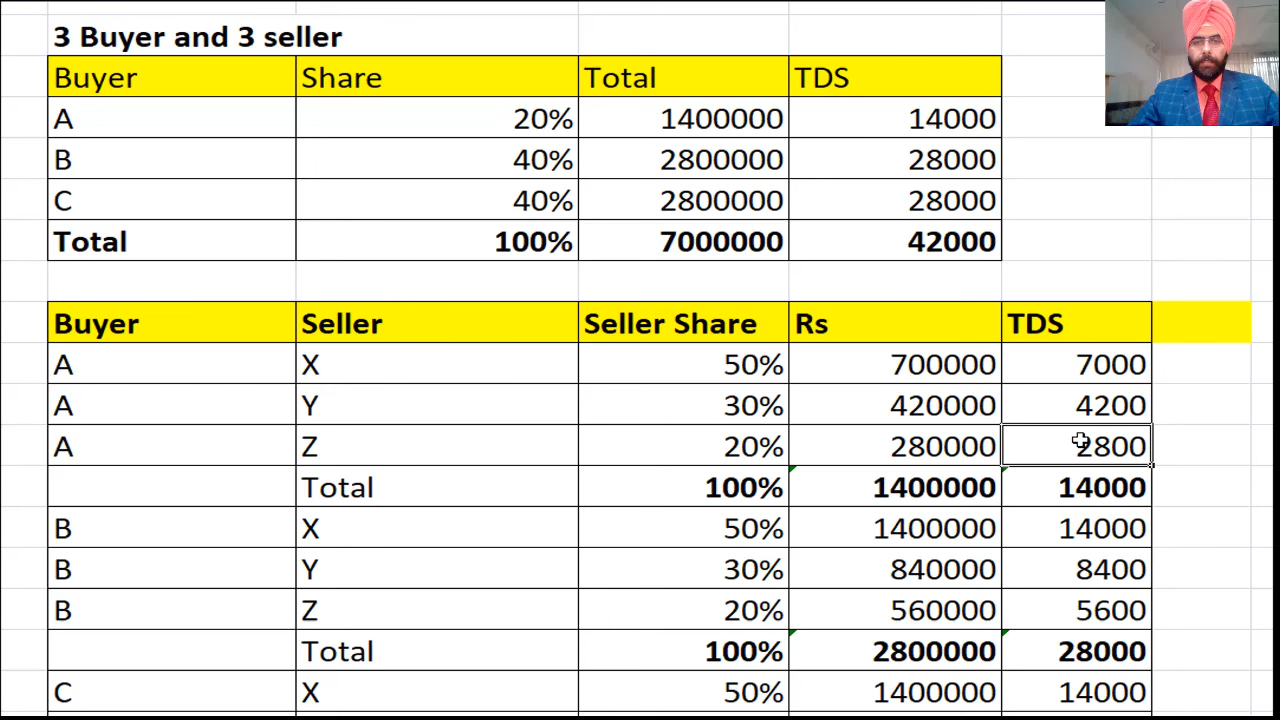 3 Buyer and 3 seller
Buyer Share Total TDS
A 20% 1400000 14000
B 40% 2800000 28000
C 40% 2800000 28000
Total 100% 7000000 42000
Buyer Seller Seller Share Rs TDS
A X 50% 700000 7000
A Y 30% 420000 4200
A Z 20% 280000 2800
Total 100% 1400000 14000
B X 50% 1400000 14000
B Y 30% 840000 8400
B Z 20% 560000 5600
Total 100% 2800000 28000
C X 50% 1400000 14000